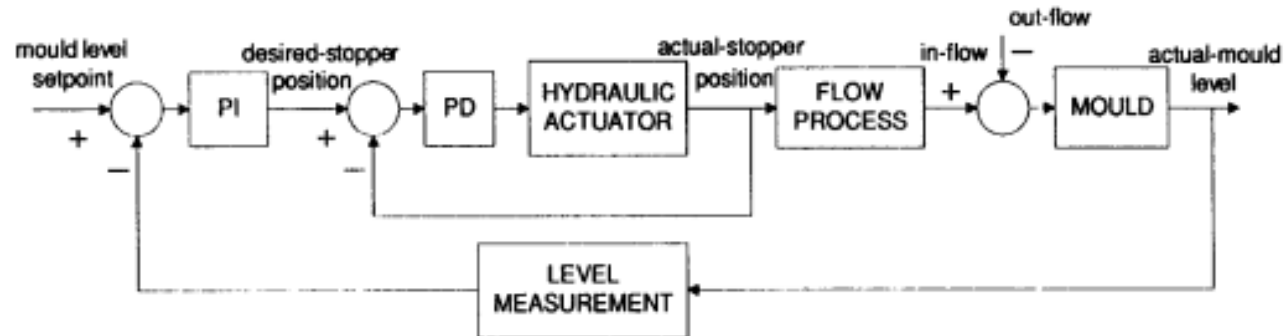 mould level
setpoint
+
−
PI
desired-stopper
position
+
−
PD
HYDRAULIC
ACTUATOR
actual-stopper
position
FLOW
PROCESS
in-flow
+
out-flow
−
MOULD
actual-mould
level
LEVEL
MEASUREMENT